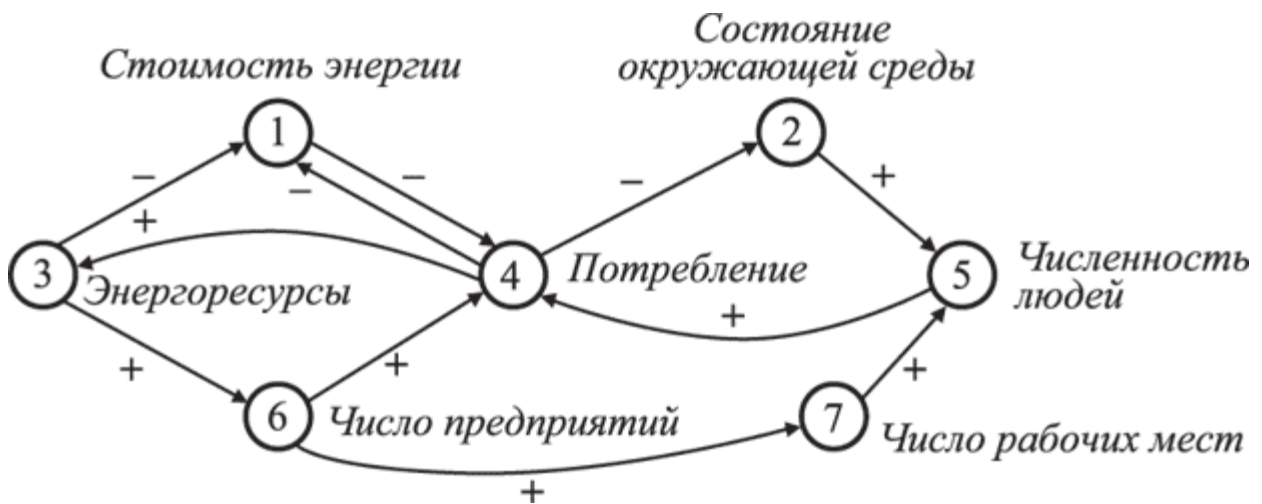 Состояние
окружающей среды
Стоимость энергии
1
2
–
–
–
–
+
+
3
Энергоресурсы
4
Потребление
5
Численность
людей
+
+
+
+
6
Число предприятий
7
Число рабочих мест
+